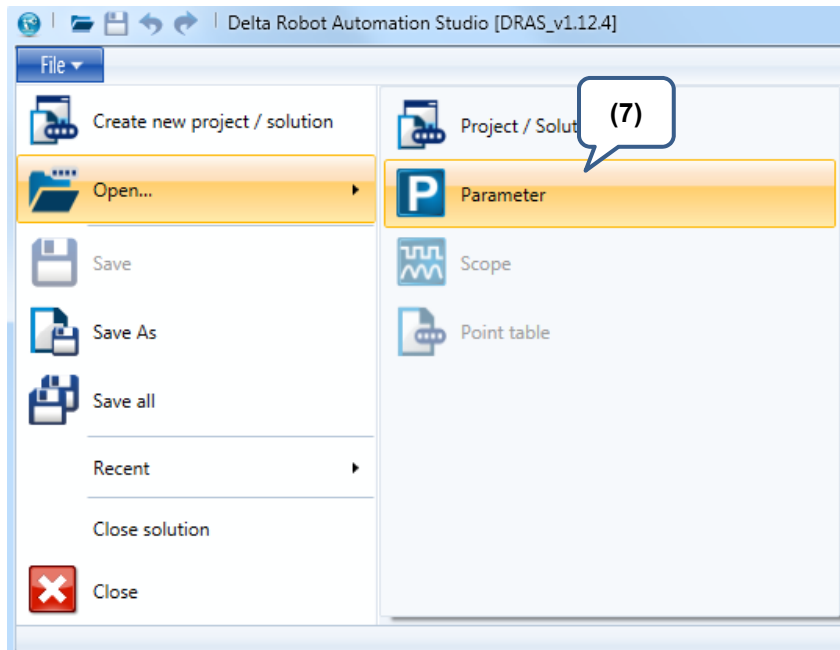 Delta Robot Automation Studio [DRAS_v1.12.4]
File
Create new project / solution
Open...
Save
Save As
Save all
Recent
Close solution
Close
Project / Solut
(7)
P
Parameter
Scope
Point table